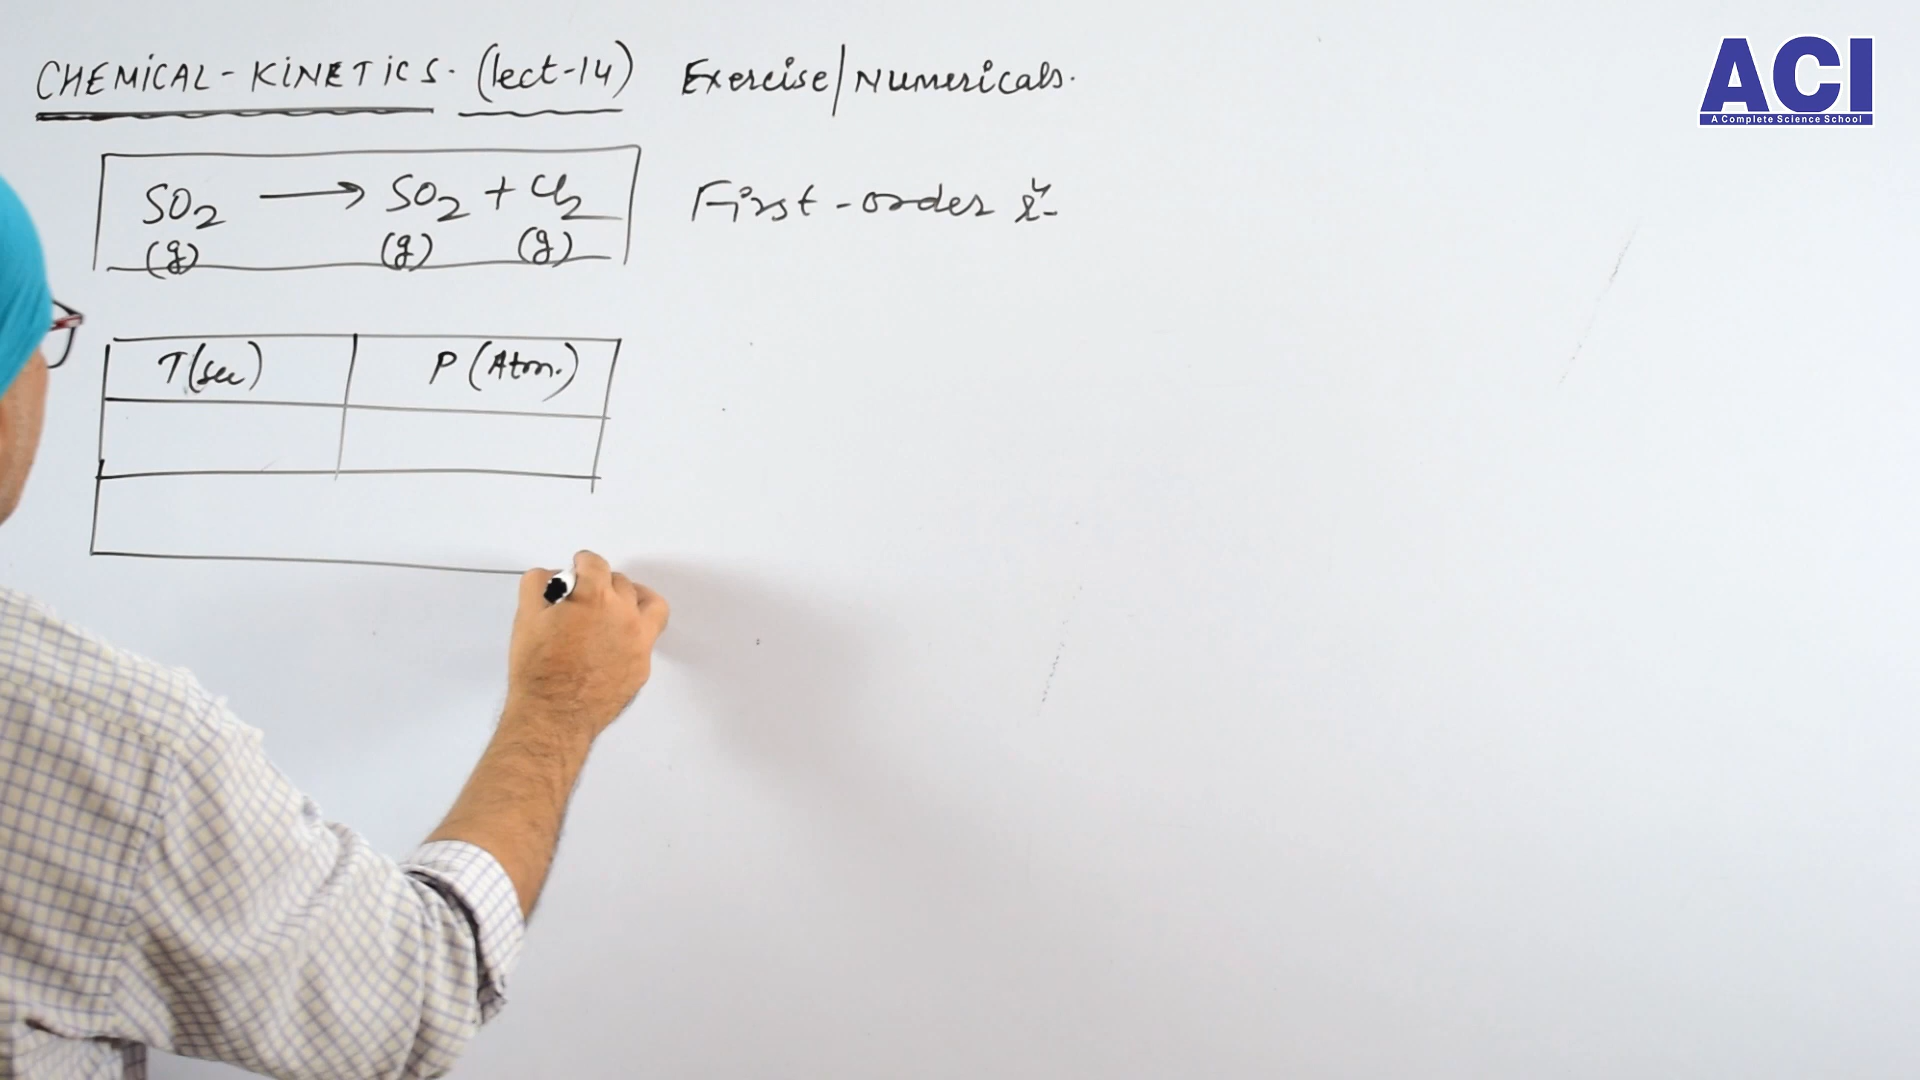 CHEMICAL-KINETICS. (lect-14) Exercise/Numericals.
ACI
A Complete Science School
SO2 → SO2 + Cl2 First-order
(g) (g) (g)
T(sec) P(Atm.)